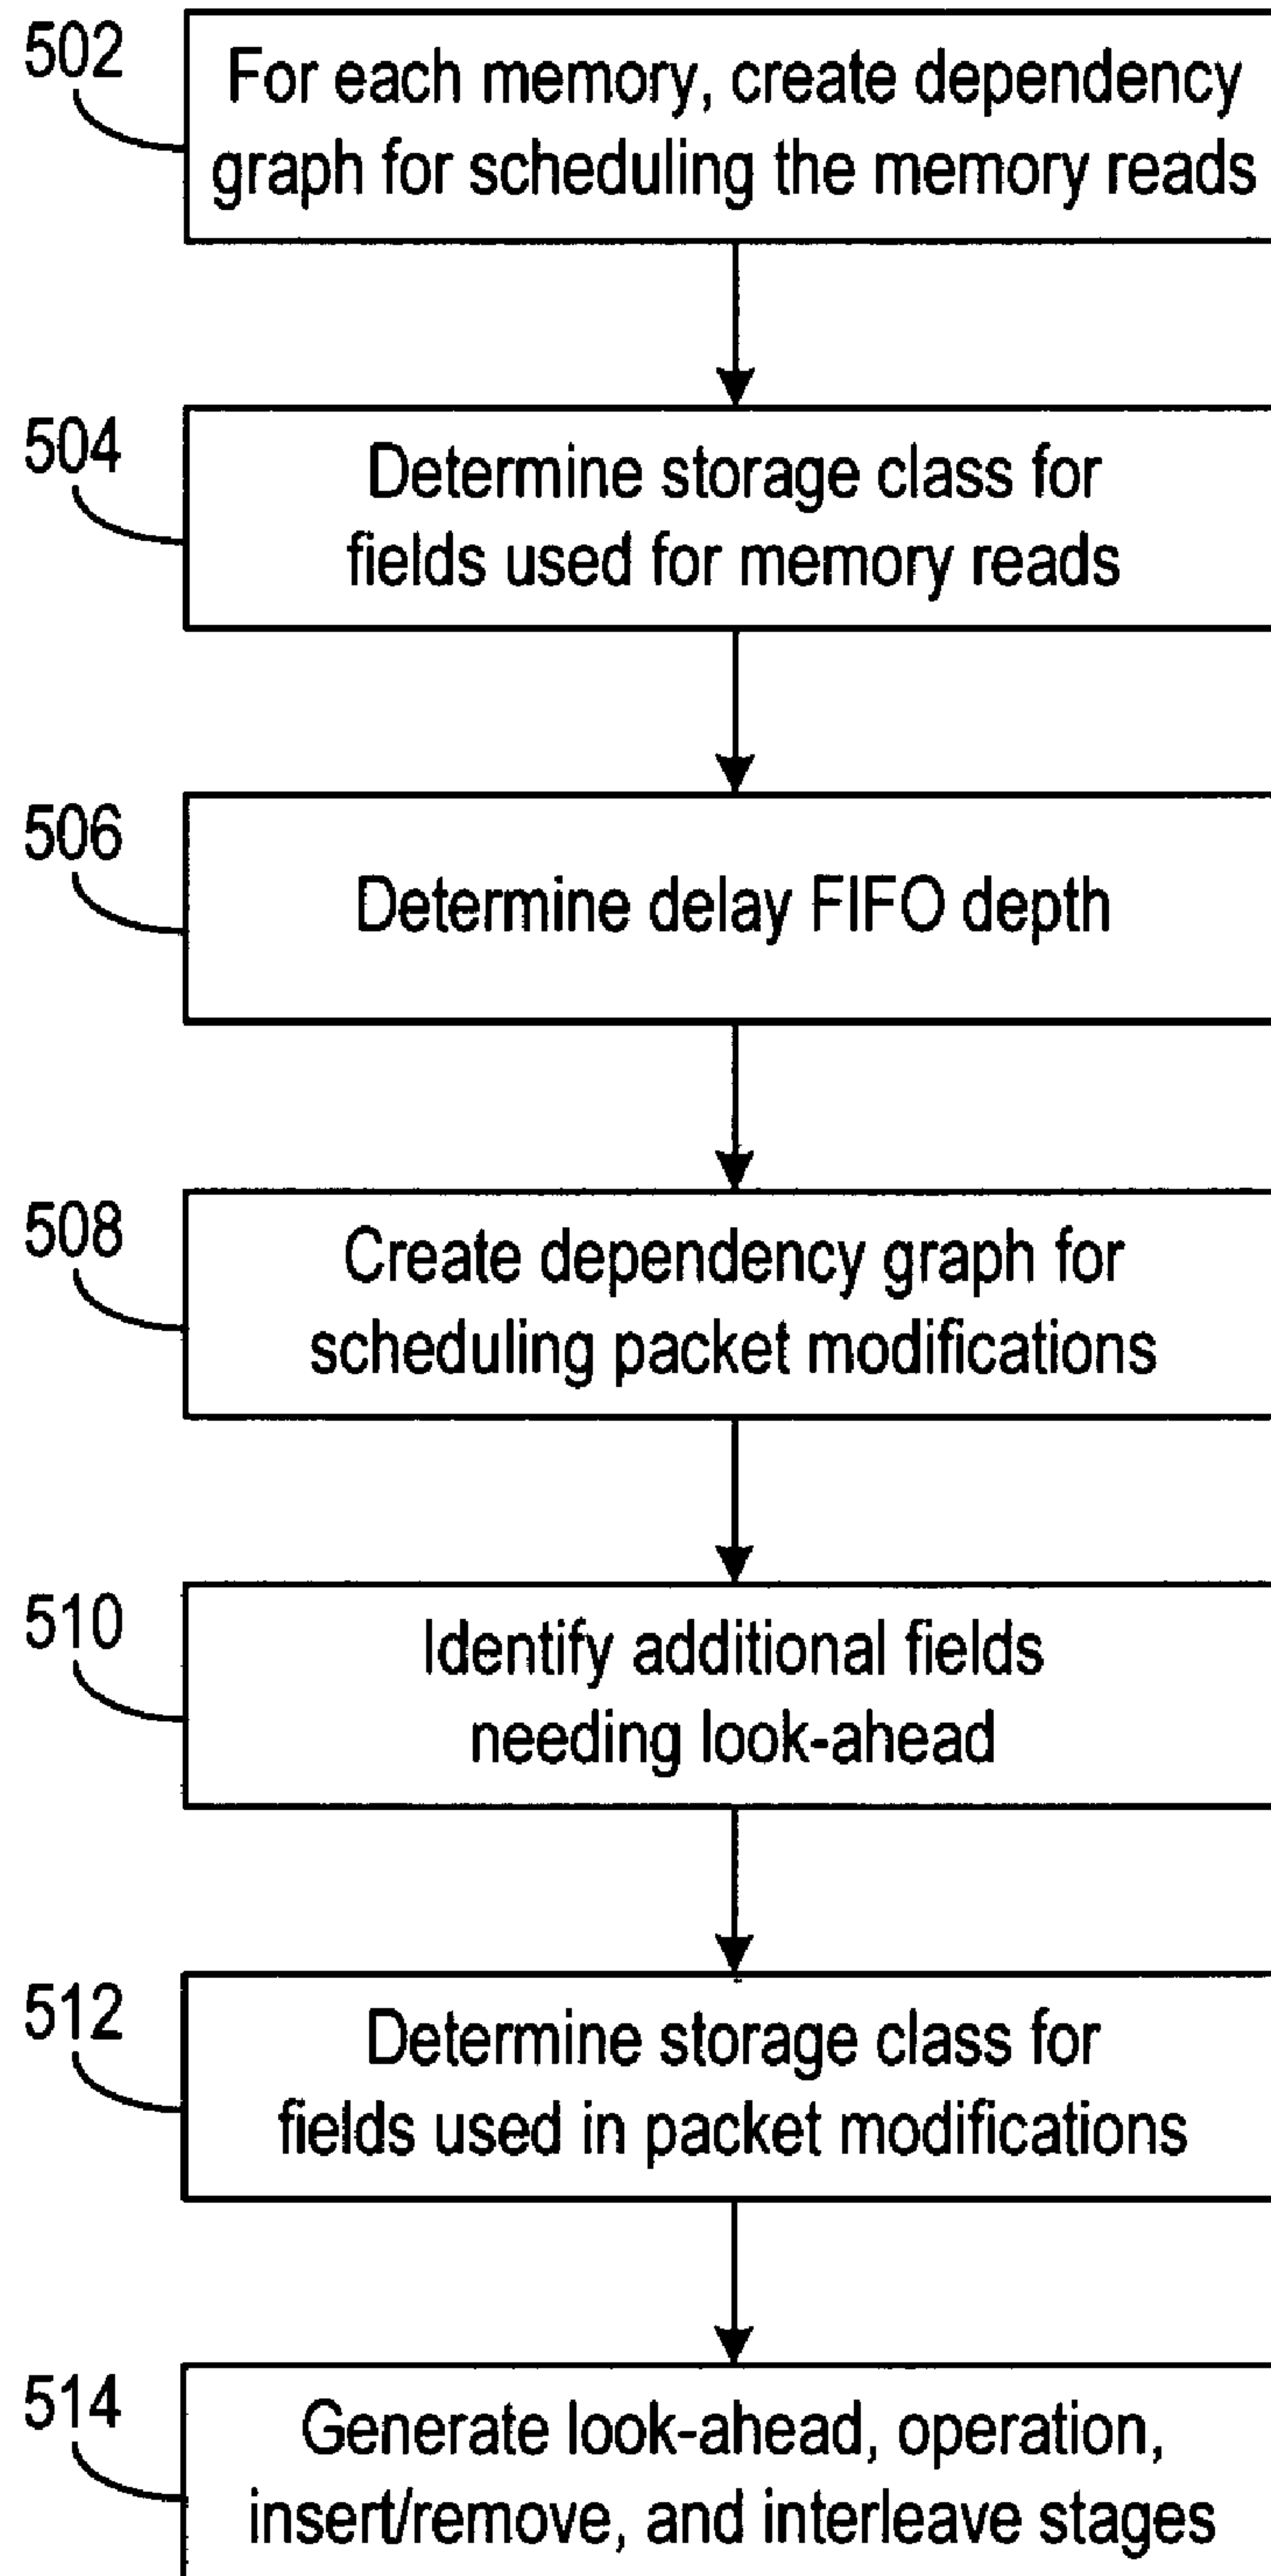 502
For each memory, create dependency
graph for scheduling the memory reads
504
Determine storage class for
fields used for memory reads
506
Determine delay FIFO depth
508
Create dependency graph for
scheduling packet modifications
510
Identify additional fields
needing look-ahead
512
Determine storage class for
fields used in packet modifications
514
Generate look-ahead, operation,
insert/remove, and interleave stages